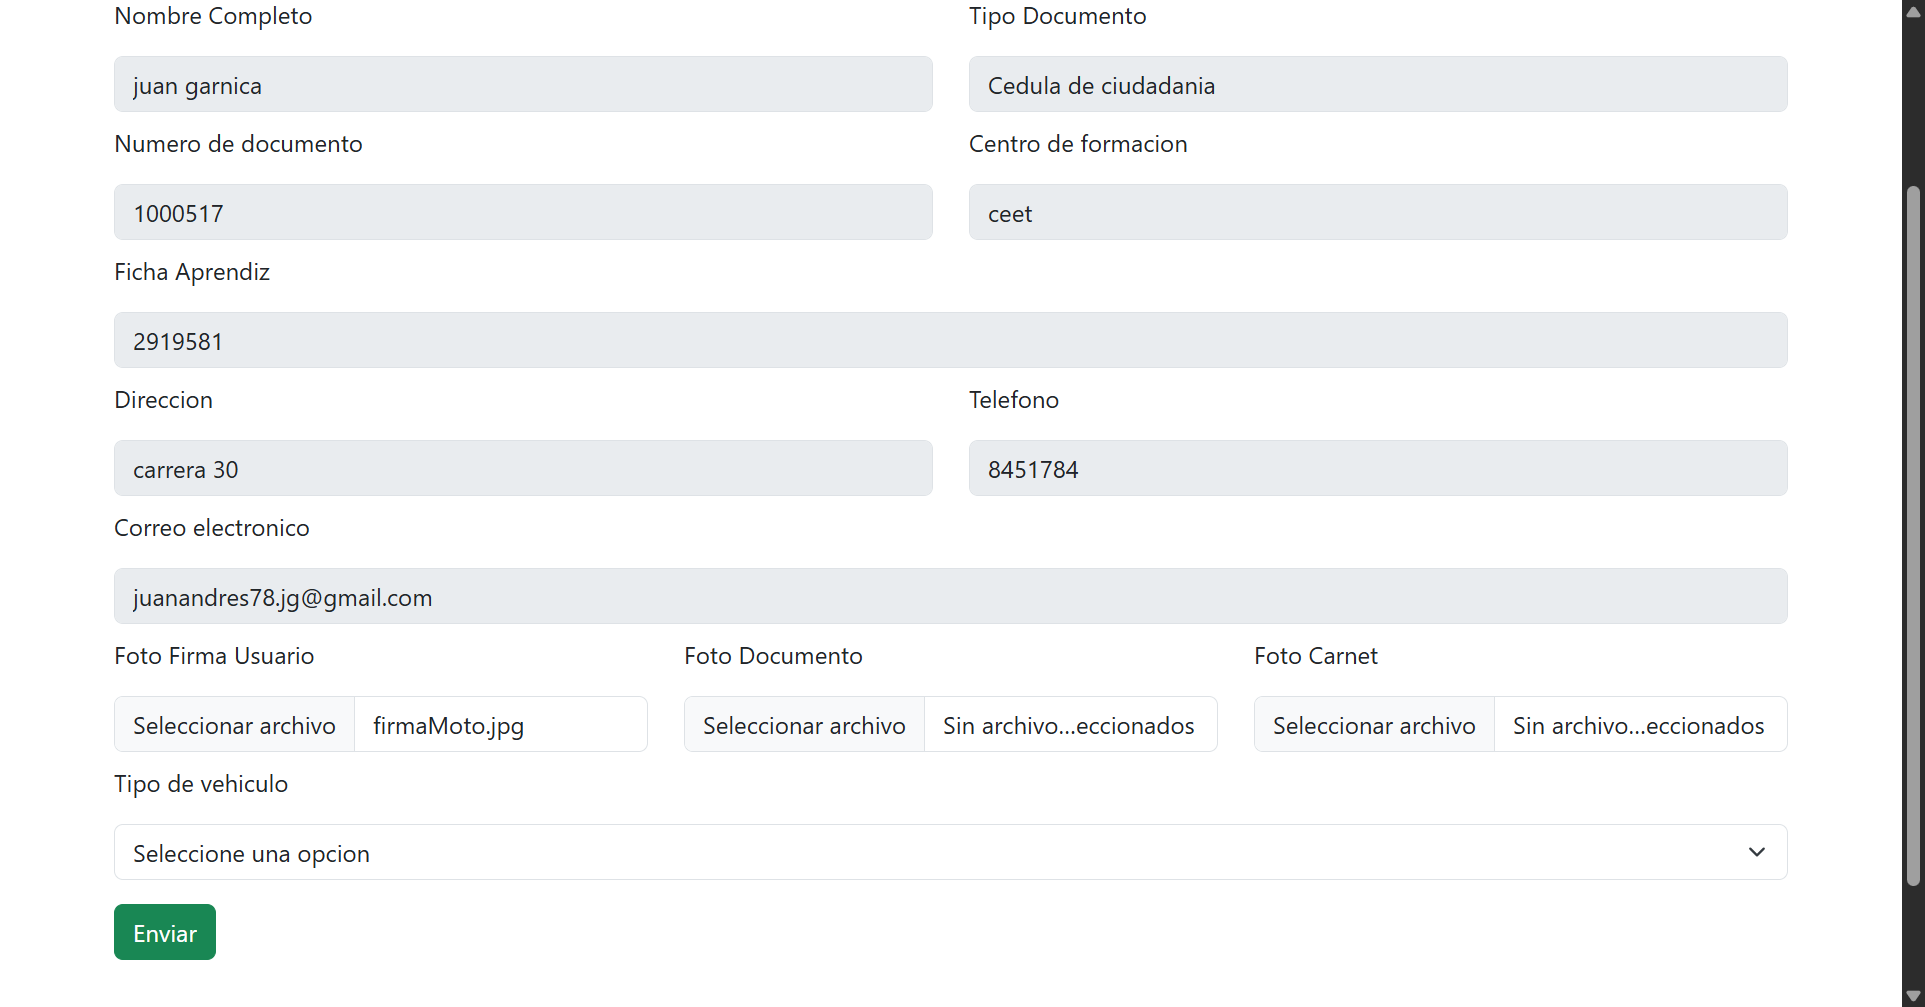 Nombre Completo
Tipo Documento
juan garnica
Cedula de ciudadania
Numero de documento
Centro de formacion
1000517
ceet
Ficha Aprendiz
2919581
Direccion
Telefono
carrera 30
8451784
Correo electronico
juanandres78.jg@gmail.com
Foto Firma Usuario
Foto Documento
Foto Carnet
Seleccionar archivo firmaMoto.jpg
Seleccionar archivo Sin archivo...eccionados
Seleccionar archivo Sin archivo...eccionados
Tipo de vehiculo
Seleccione una opcion
Enviar